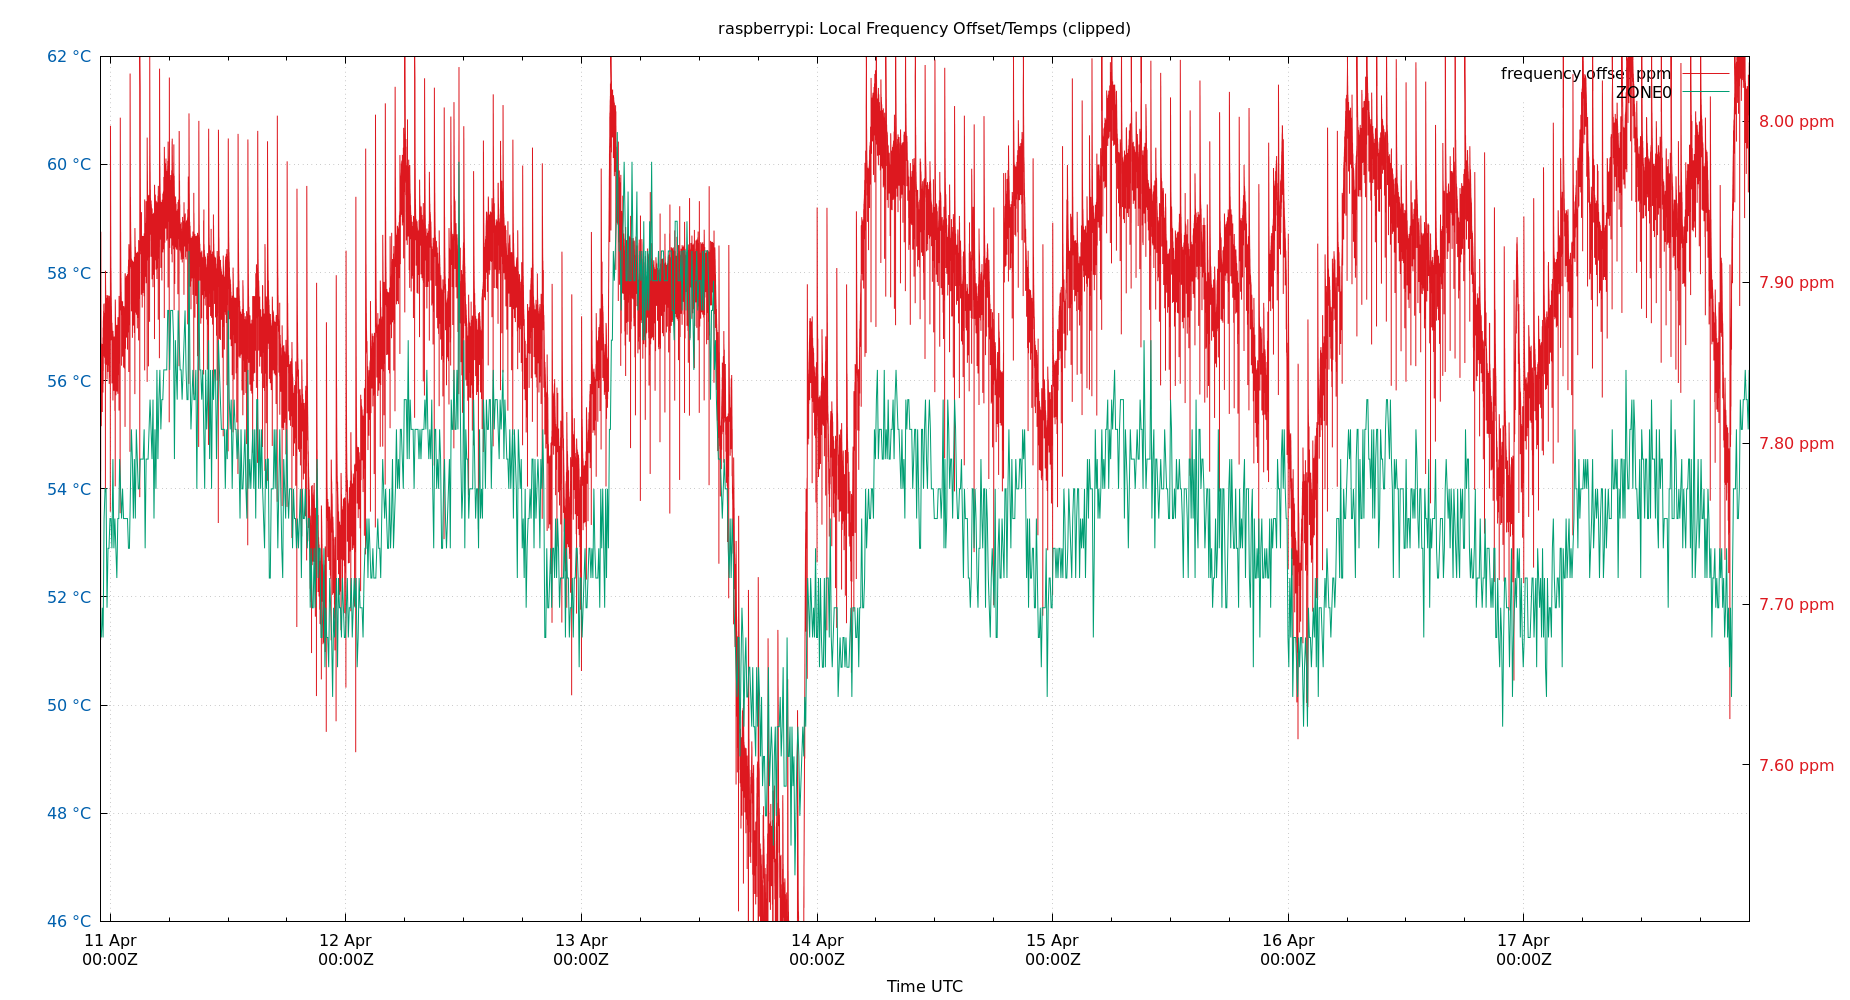 raspberrypi: Local Frequency Offset/Temps (clipped)
62 °C
60 °C
58 °C
56 °C
54 °C
52 °C
50 °C
48 °C
46 °C
frequency offset ppm
ZONE0
8.00 ppm
7.90 ppm
7.80 ppm
7.70 ppm
7.60 ppm
11 Apr 12 Apr 13 Apr 14 Apr 15 Apr 16 Apr 17 Apr
00:00Z 00:00Z 00:00Z 00:00Z 00:00Z 00:00Z 00:00Z
Time UTC